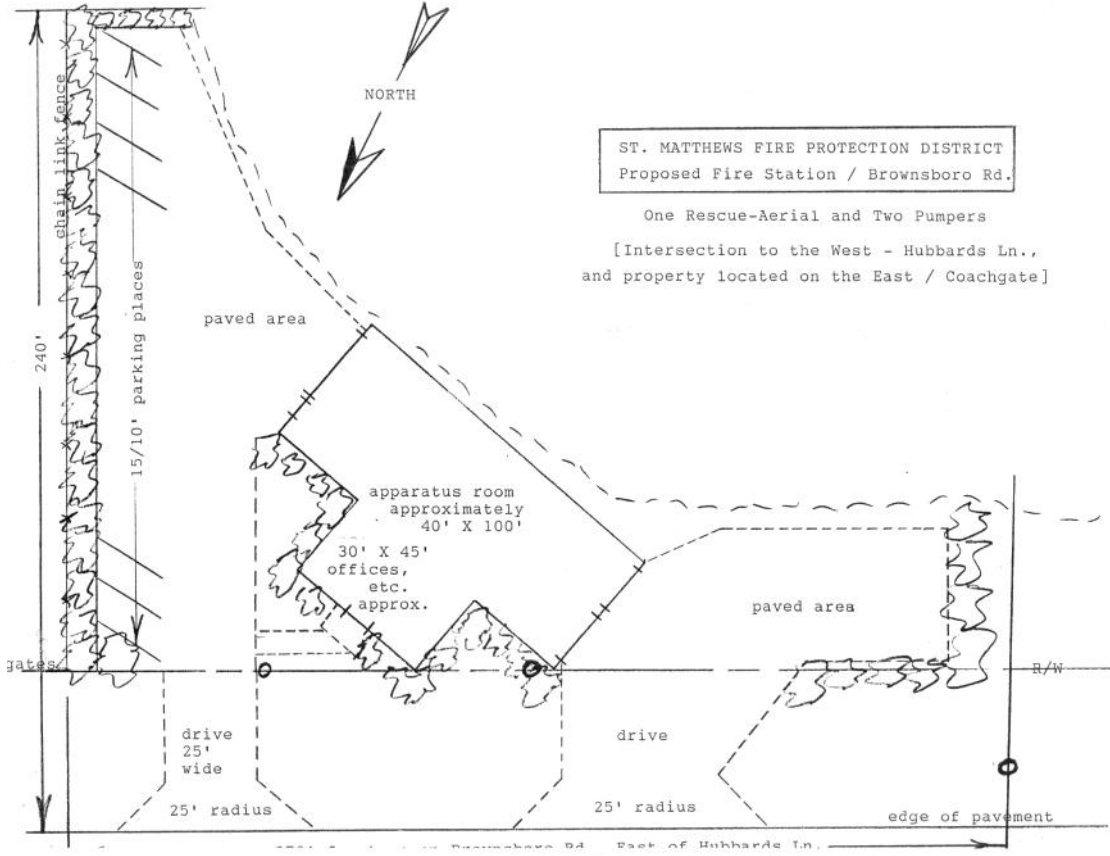 NORTH
ST. MATTHEWS FIRE PROTECTION DISTRICT
Proposed Fire Station / Brownsboro Rd.
One Rescue-Aerial and Two Pumpers
[Intersection to the West - Hubbards Ln.,
and property located on the East / Coachgate]
chain link fence
240'
15/10' parking places
paved area
apparatus room
approximately
40' X 100'
30' X 45'
offices,
etc.
approx.
paved area
gates
R/W
drive
25'
wide
drive
25' radius
25' radius
edge of pavement
Brownsboro Rd. East of Hubbards Ln.